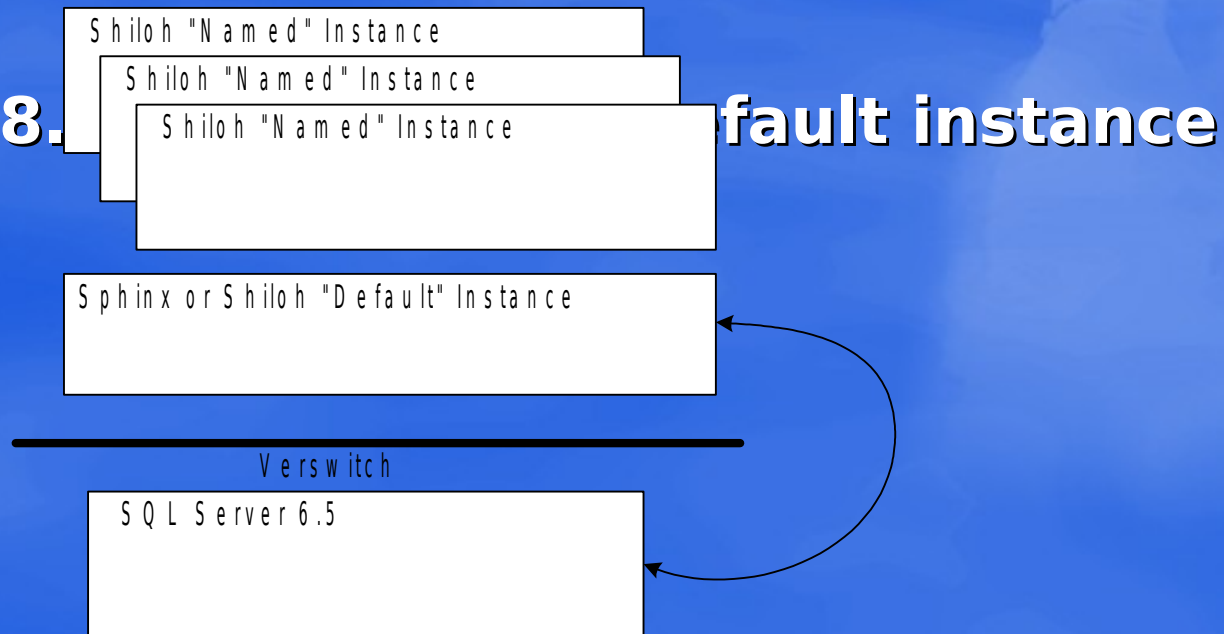 Shiloh "Named" Instance
Shiloh "Named" Instance
8. fault instance
Shiloh "Named" Instance
Sphinx or Shiloh "Default" Instance
Verswitch
SQL Server 6.5